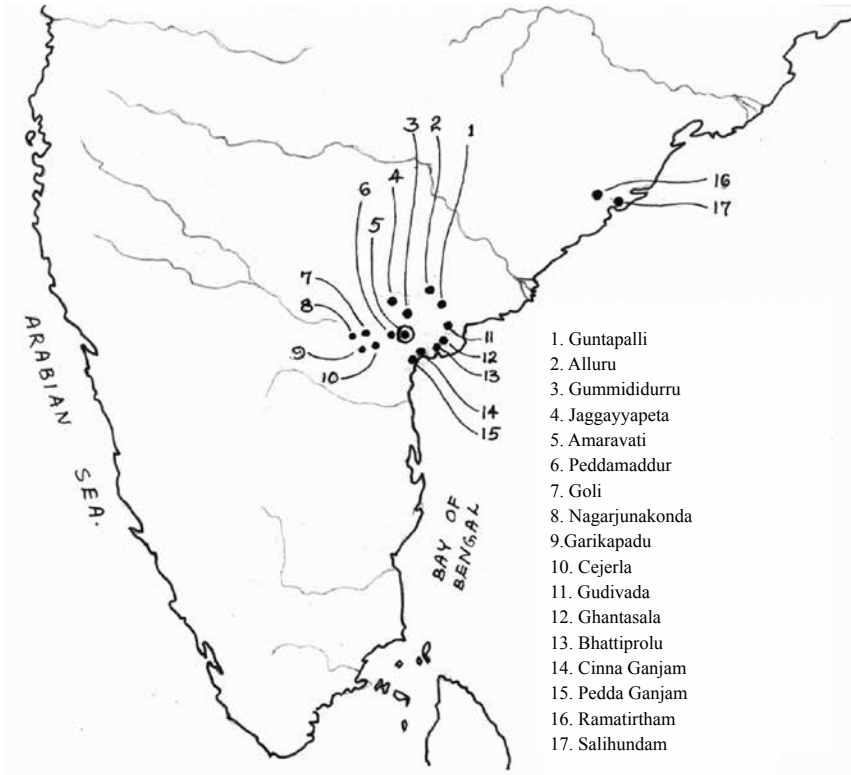 3
2
1
6
4
5
16
17
7
8
9
10
11
12
13
14
15
ARABIAN SEA.
BAY OF
BENGAL
1. Guntapalli
2. Alluru
3. Gummididurru
4. Jaggayyapeta
5. Amaravati
6. Peddamaddur
7. Goli
8. Nagarjunakonda
9.Garikapadu
10. Cejerla
11. Gudivada
12. Ghantasala
13. Bhattiprolu
14. Cinna Ganjam
15. Pedda Ganjam
16. Ramatirtham
17. Salihundam